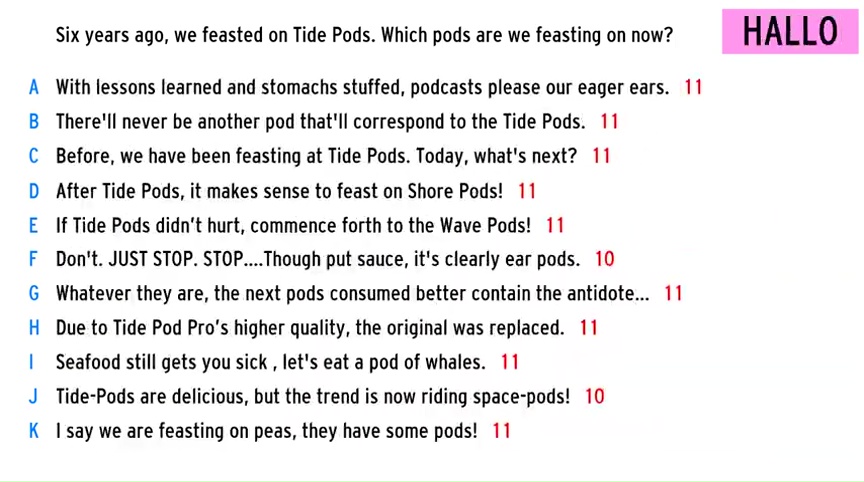 Six years ago, we feasted on Tide Pods. Which pods are we feasting on now?
HALLO
A With lessons learned and stomachs stuffed, podcasts please our eager ears. 11
B There'll never be another pod that'll correspond to the Tide Pods. 11
C Before, we have been feasting at Tide Pods. Today, what's next? 11
D After Tide Pods, it makes sense to feast on Shore Pods! 11
E If Tide Pods didn’t hurt, commence forth to the Wave Pods! 11
F Don't. JUST STOP. STOP....Though put sauce, it's clearly ear pods. 10
G Whatever they are, the next pods consumed better contain the antidote... 11
H Due to Tide Pod Pro’s higher quality, the original was replaced. 11
I Seafood still gets you sick , let's eat a pod of whales. 11
J Tide-Pods are delicious, but the trend is now riding space-pods! 10
K I say we are feasting on peas, they have some pods! 11